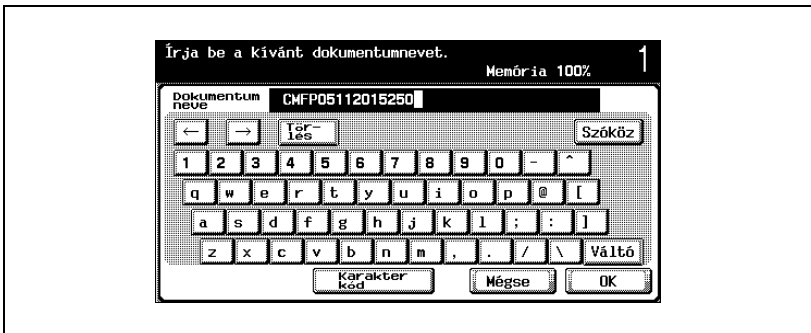 Írja be a kívánt dokumentumnevet.
Memória 100% 1
Dokumentum neve CMFP05112015250
← → Tör-lés Szóköz
1 2 3 4 5 6 7 8 9 0 - ^
q w e r t y u i o p @ [
a s d f g h j k l ; : ]
z x c v b n m , . / \ Váltó
Karakter kód Mégse OK